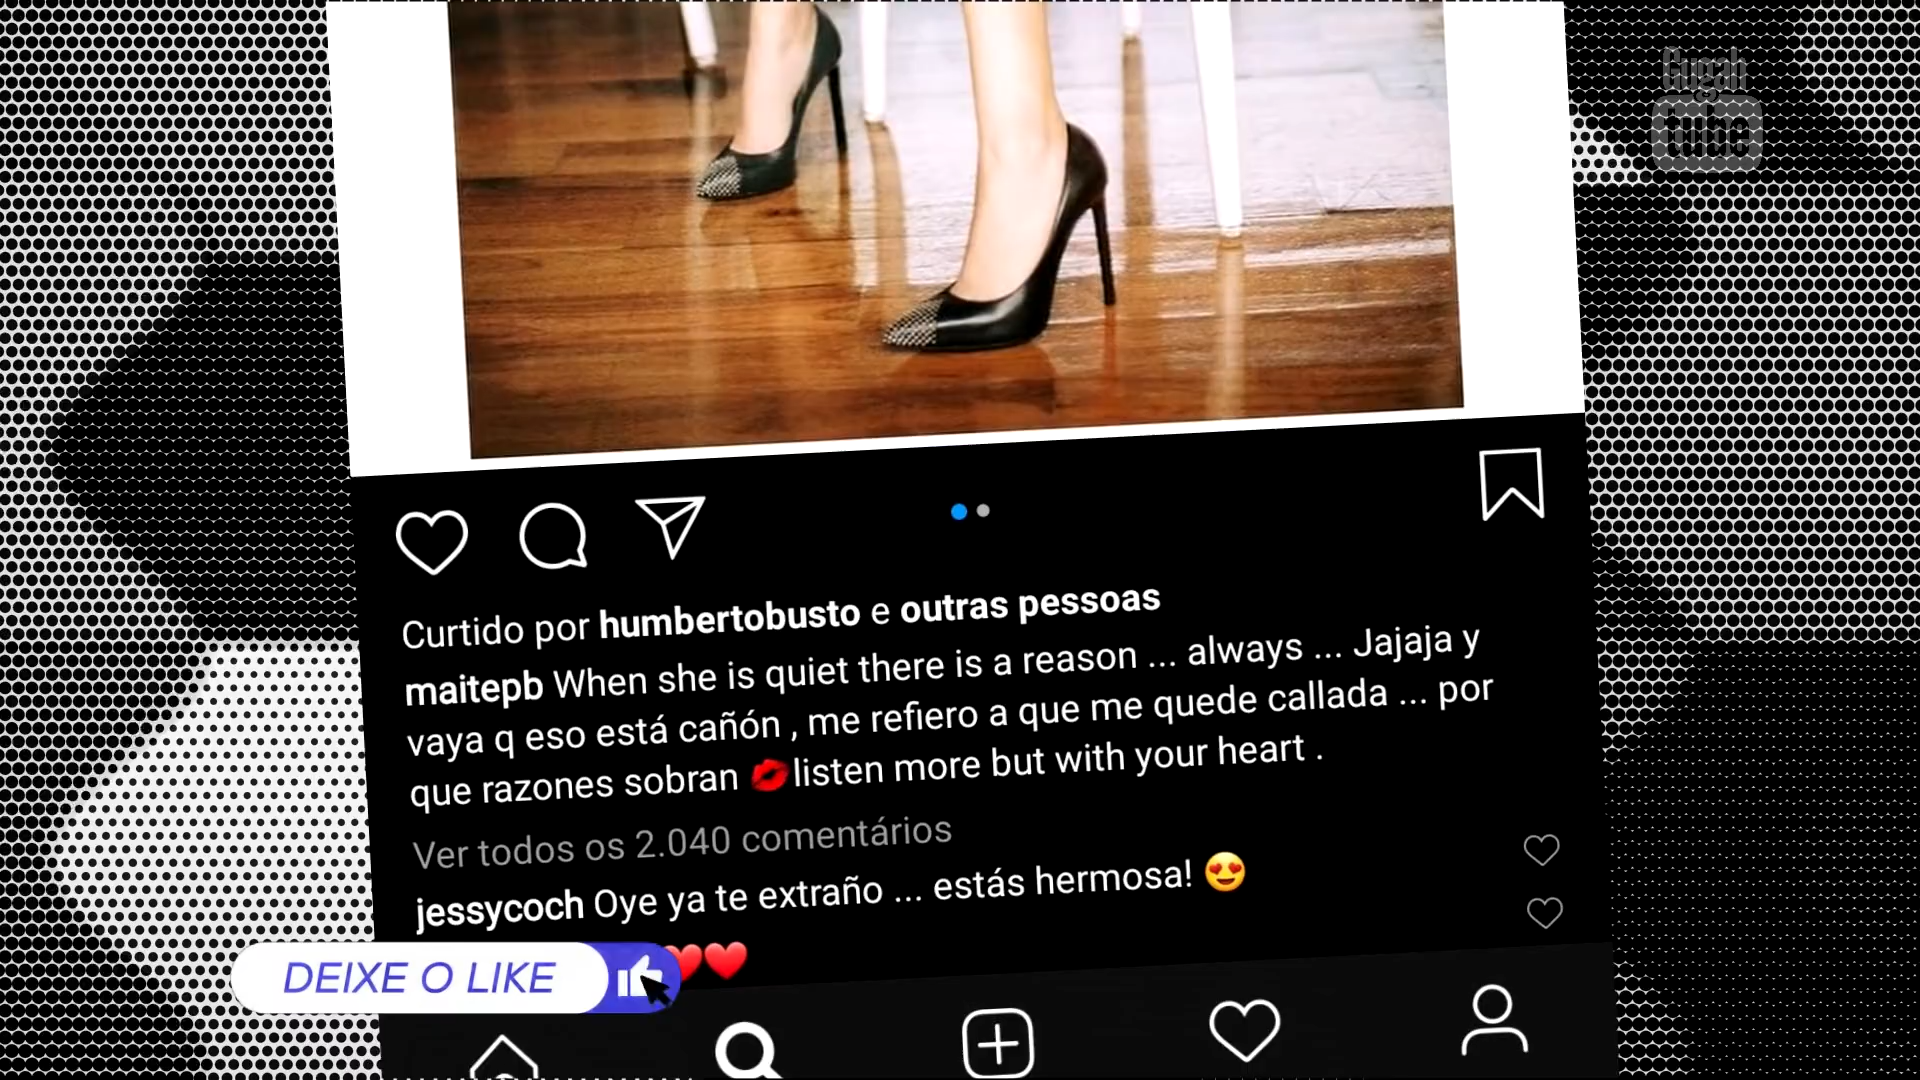 Gugah
tube
Curtido por humbertobusto e outras pessoas
maitepb When she is quiet there is a reason ... always ... Jajaja y
vaya q eso está cañón , me refiero a que me quede callada ... por
que razones sobran 💋listen more but with your heart .
Ver todos os 2.040 comentários
jessycoch Oye ya te extraño ... estás hermosa! 😍
❤️❤️
DEIXE O LIKE